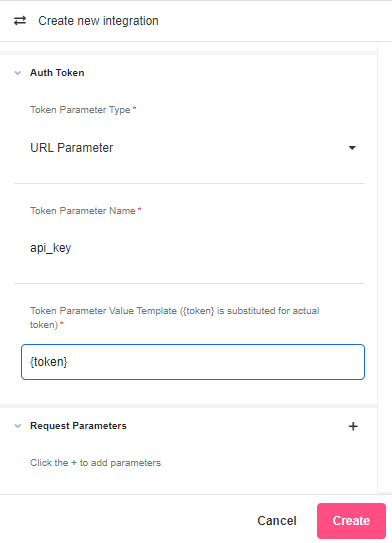 Create new integration
Auth Token
Token Parameter Type *
URL Parameter
Token Parameter Name *
api_key
Token Parameter Value Template ({token} is substituted for actual
token) *
{token}
Request Parameters +
Click the + to add parameters
Cancel Create